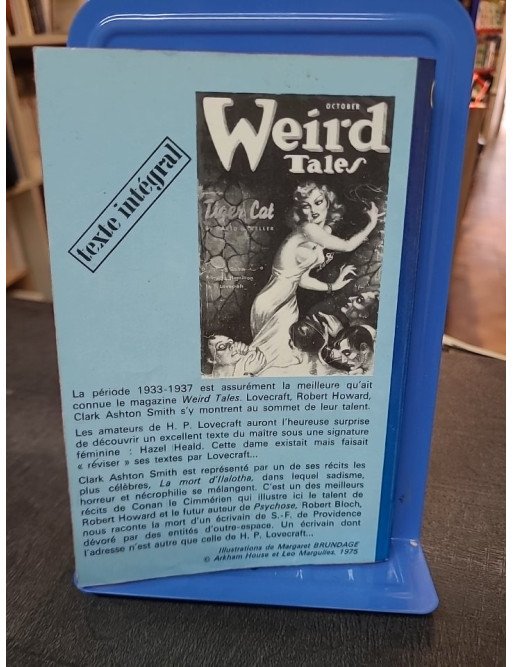 OCTOBER
Weird
Tales
Tiger Cat
BY DAVID H. KELLER
texte intégral
La période 1933-1937 est assurément la meilleure qu'ait
connue le magazine Weird Tales. Lovecraft, Robert Howard,
Clark Ashton Smith s'y montrent au sommet de leur talent.
Les amateurs de H. P. Lovecraft auront l'heureuse surprise
de découvrir un excellent texte du maître sous une signature
féminine : Hazel Heald. Cette dame existait mais faisait
« réviser » ses textes par Lovecraft...
Clark Ashton Smith est représenté par un de ses récits les
plus célèbres, La mort d'Ilalotha, dans lequel sadisme,
horreur et nécrophilie se mélangent. C'est un des meilleurs
récits de Conan le Cimmérien qui illustre ici le talent de
Robert Howard et le futur auteur de Psychose, Robert Bloch,
nous raconte la mort d'un écrivain de S.-F. de Providence
dévoré par des entités d'outre-espace. Un écrivain dont
l'adresse n'est autre que celle de H. P. Lovecraft...
Illustrations de Margaret BRUNDAGE
© Arkham House et Leo Margulies, 1975